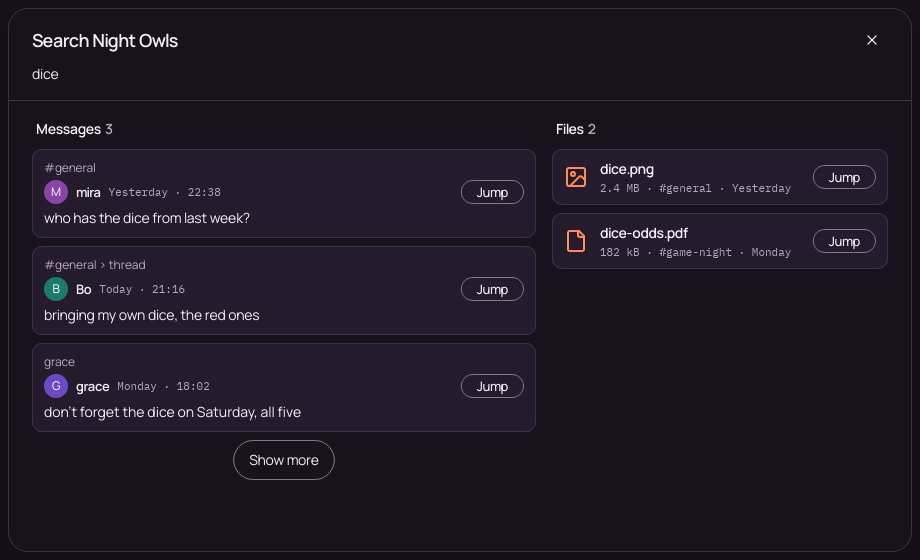 Search Night Owls
dice
Messages 3
#general
M mira Yesterday · 22:38 Jump
who has the dice from last week?
#general › thread
B Bo Today · 21:16 Jump
bringing my own dice, the red ones
grace
G grace Monday · 18:02 Jump
don't forget the dice on Saturday, all five
Show more
Files 2
dice.png
2.4 MB · #general · Yesterday
Jump
dice-odds.pdf
182 kB · #game-night · Monday
Jump